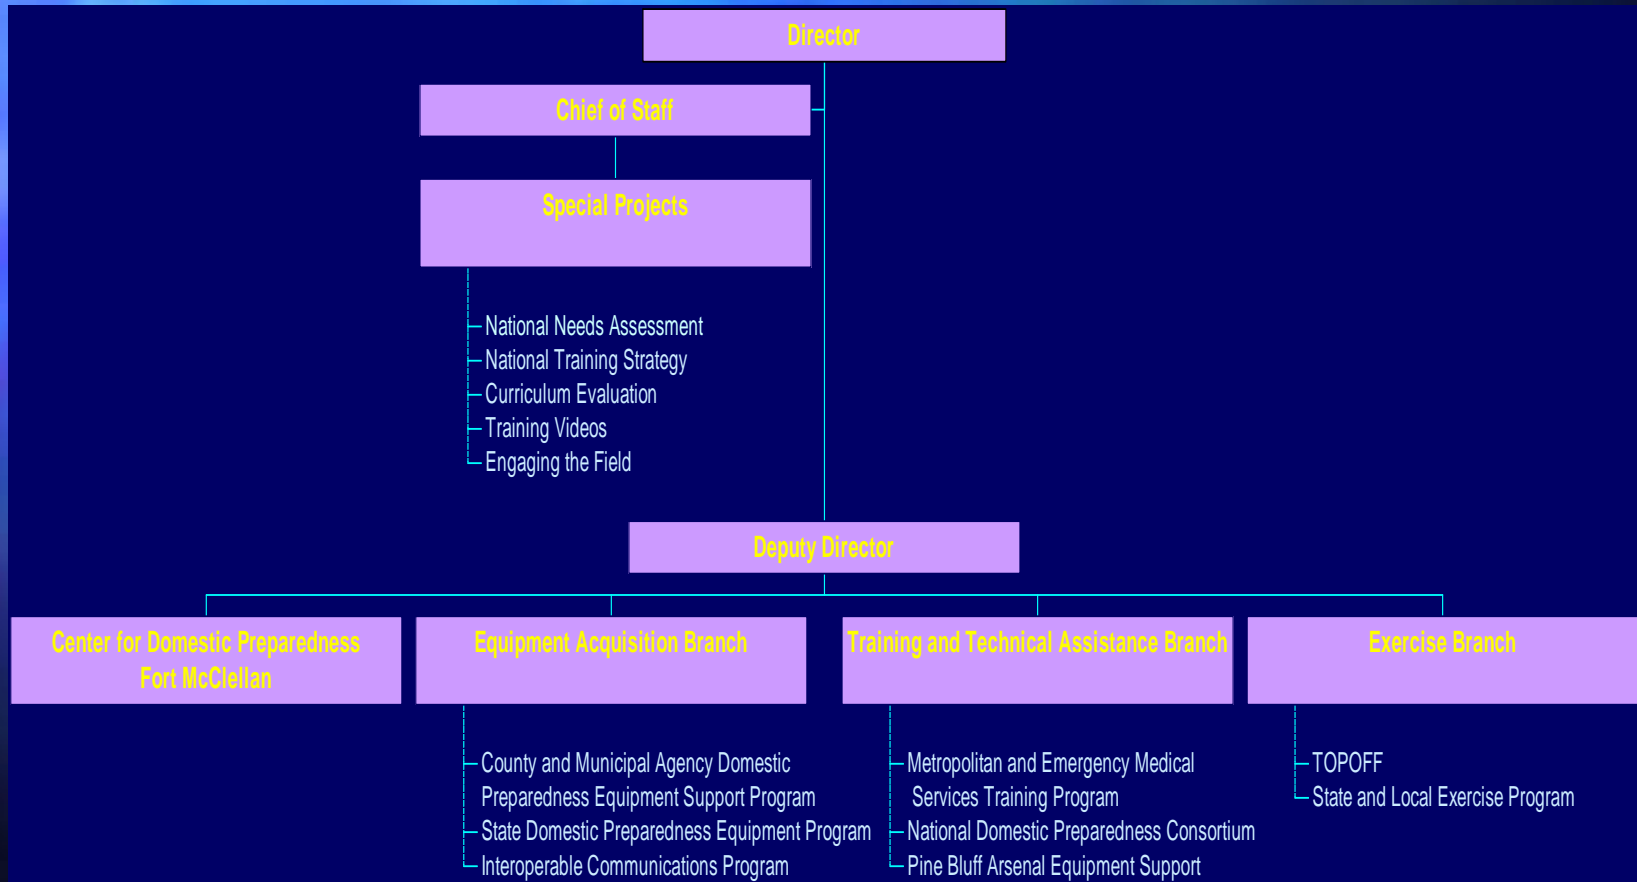 Director
Chief of Staff
Special Projects
National Needs Assessment
National Training Strategy
Curriculum Evaluation
Training Videos
Engaging the Field
Deputy Director
Center for Domestic Preparedness
Fort McClellan
Equipment Acquisition Branch
County and Municipal Agency Domestic
Preparedness Equipment Support Program
State Domestic Preparedness Equipment Program
Interoperable Communications Program
Training and Technical Assistance Branch
Metropolitan and Emergency Medical
Services Training Program
National Domestic Preparedness Consortium
Pine Bluff Arsenal Equipment Support
Exercise Branch
TOPOFF
State and Local Exercise Program